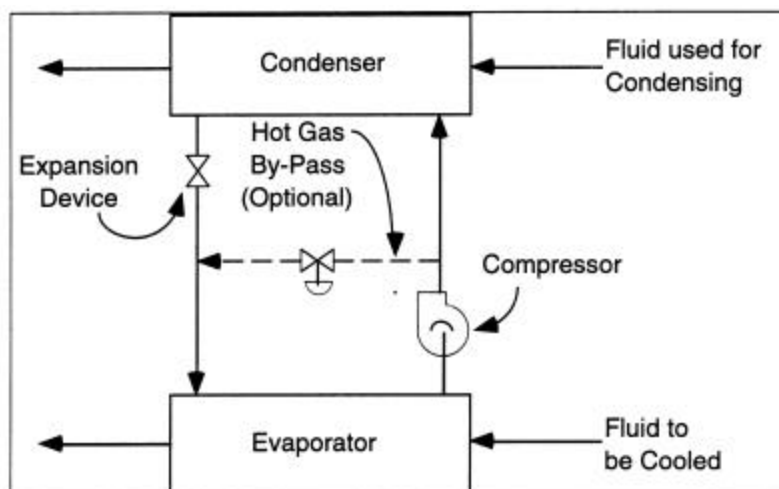 Condenser
Fluid used for
Condensing
Hot Gas
By-Pass
(Optional)
Expansion
Device
Compressor
Evaporator
Fluid to
be Cooled